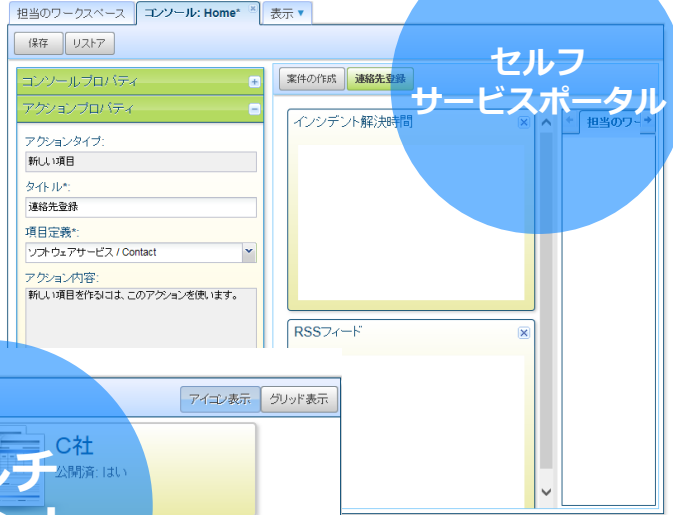 担当のワークスペース
コンソール: Home*
表示
保存
リストア
コンソールプロパティ
アクションプロパティ
アクションタイプ:
新しい項目
タイトル*:
連絡先登録
項目定義*:
ソフトウェアサービス / Contact
アクション内容:
新しい項目を作るには、このアクションを使います。
案件の作成
連絡先登録
インシデント解決時間
RSSフィード
担当のワー
セルフ
サービスポータル
アイコン表示
グリッド表示
C社
公開済: はい
チ